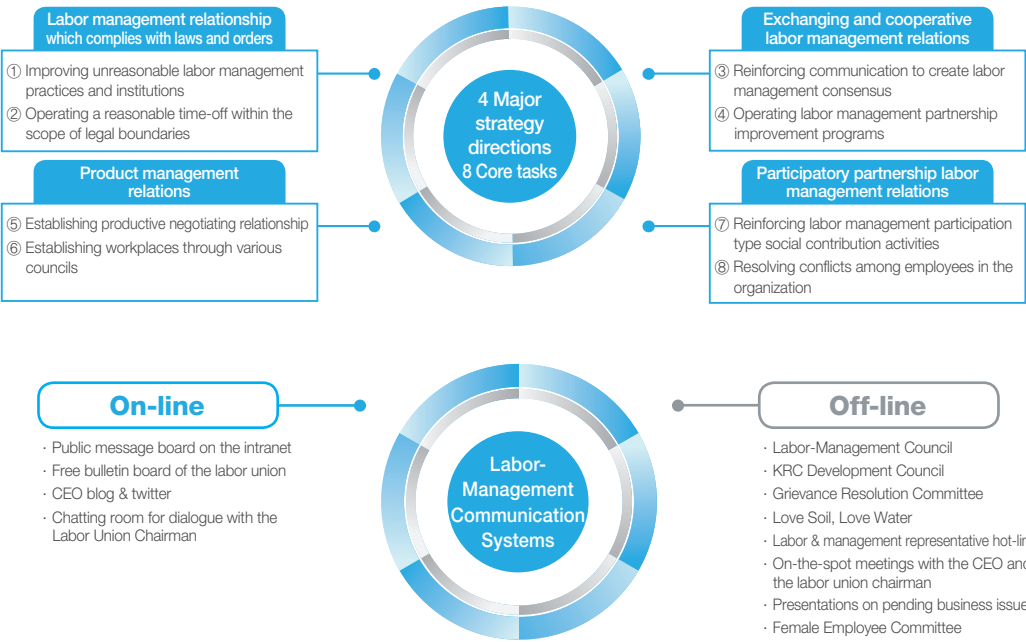 Labor management relationship
which complies with laws and orders
① Improving unreasonable labor management
practices and institutions
② Operating a reasonable time-off within the
scope of legal boundaries
Exchanging and cooperative
labor management relations
③ Reinforcing communication to create labor
management consensus
④ Operating labor management partnership
improvement programs
4 Major
strategy
directions
8 Core tasks
Product management
relations
⑤ Establishing productive negotiating relationship
⑥ Establishing workplaces through various
councils
Participatory partnership labor
management relations
⑦ Reinforcing labor management participation
type social contribution activities
⑧ Resolving conflicts among employees in the
organization
On-line
· Public message board on the intranet
· Free bulletin board of the labor union
· CEO blog & twitter
· Chatting room for dialogue with the
Labor Union Chairman
Labor-
Management
Communication
Systems
Off-line
· Labor-Management Council
· KRC Development Council
· Grievance Resolution Committee
· Love Soil, Love Water
· Labor & management representative
· On-the-spot meetings with the CEO
the labor union chairman
· Presentations on pending business
· Female Employee Committee